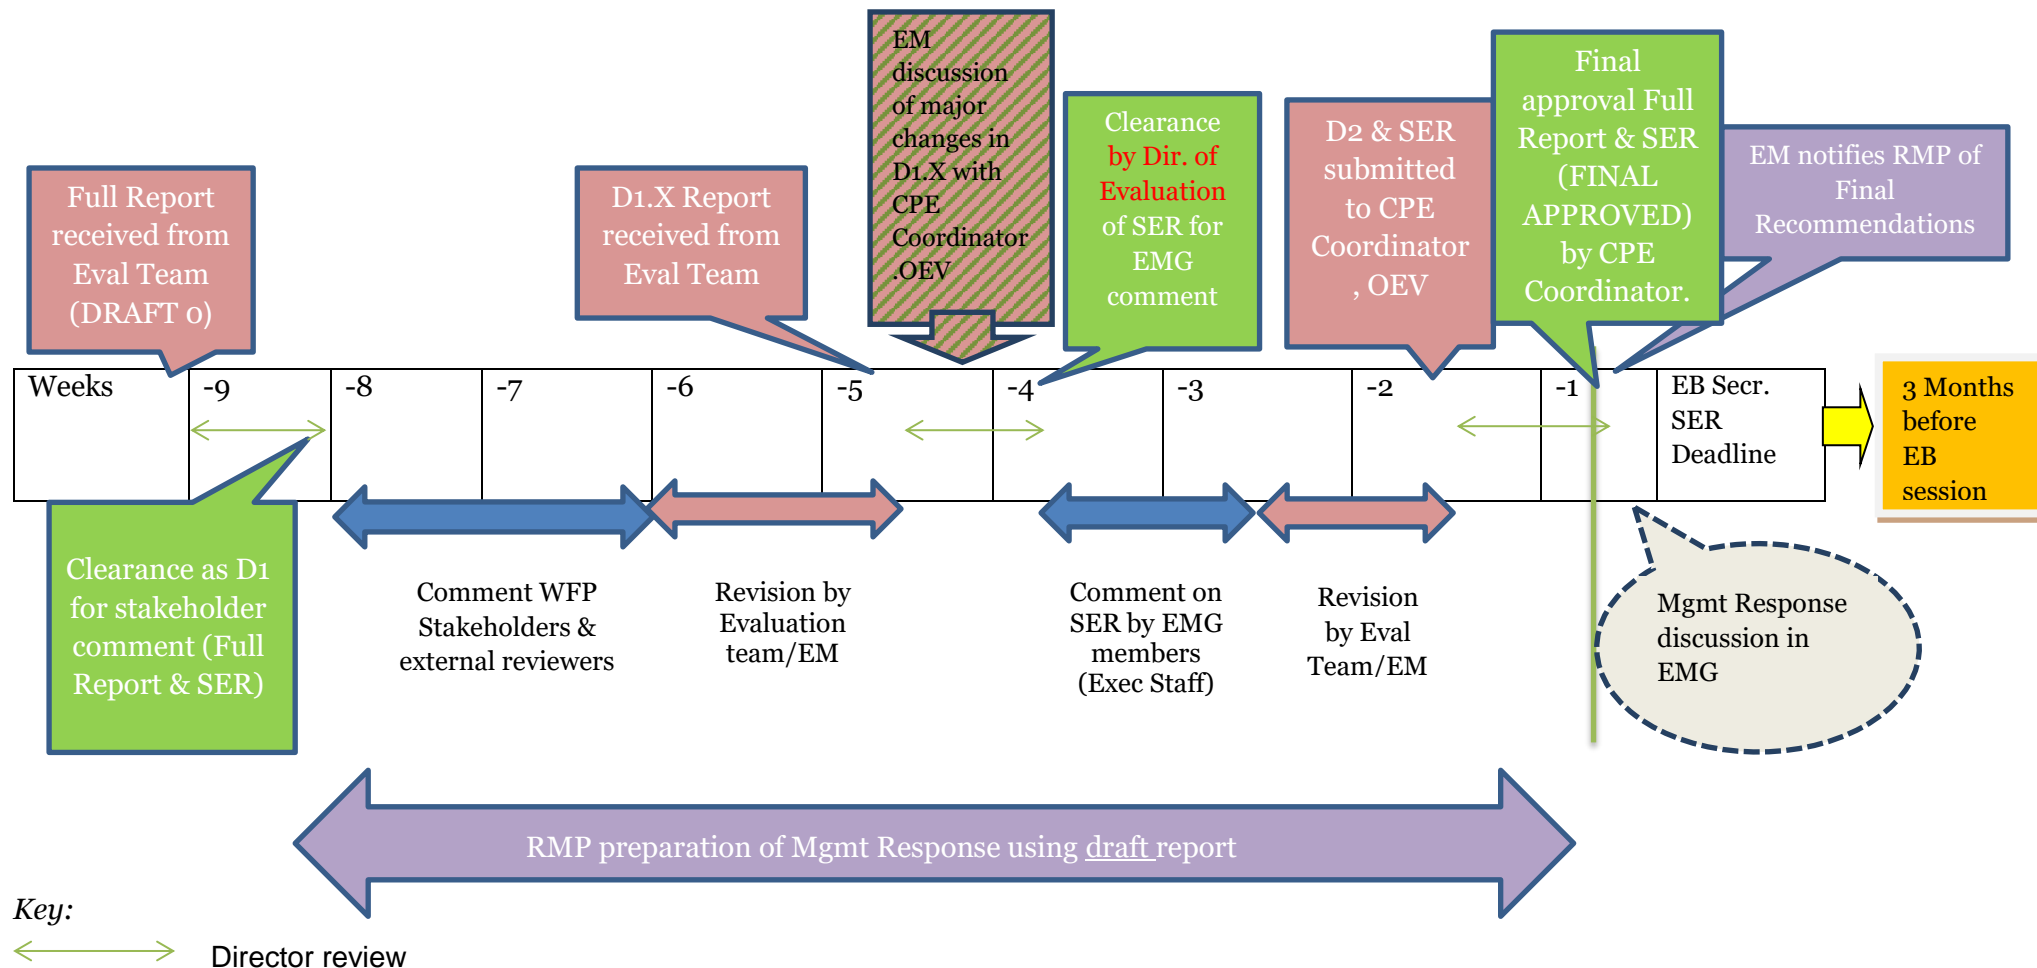 EM
discussion
of major
changes in
D1.X with
CPE
Coordinator
.OEV
Final
approval Full
Report & SER
(FINAL
APPROVED)
by CPE
Coordinator.
Clearance
by Dir. of
Evaluation
of SER for
EMG
comment
D2 & SER
submitted
to CPE
Coordinator
, OEV
EM notifies RMP of
Final
Recommendations
Full Report
received from
Eval Team
(DRAFT 0)
D1.X Report
received from
Eval Team
Weeks
-9
-8
-7
-6
-5
-4
-3
-2
-1
EB Secr.
SER
Deadline
3 Months
before
EB
session
Clearance as D1
for stakeholder
comment (Full
Report & SER)
Comment WFP
Stakeholders &
external reviewers
Revision by
Evaluation
team/EM
Comment on
SER by EMG
members
(Exec Staff)
Revision
by Eval
Team/EM
Mgmt Response
discussion in
EMG
RMP preparation of Mgmt Response using draft report
Key:
Director review